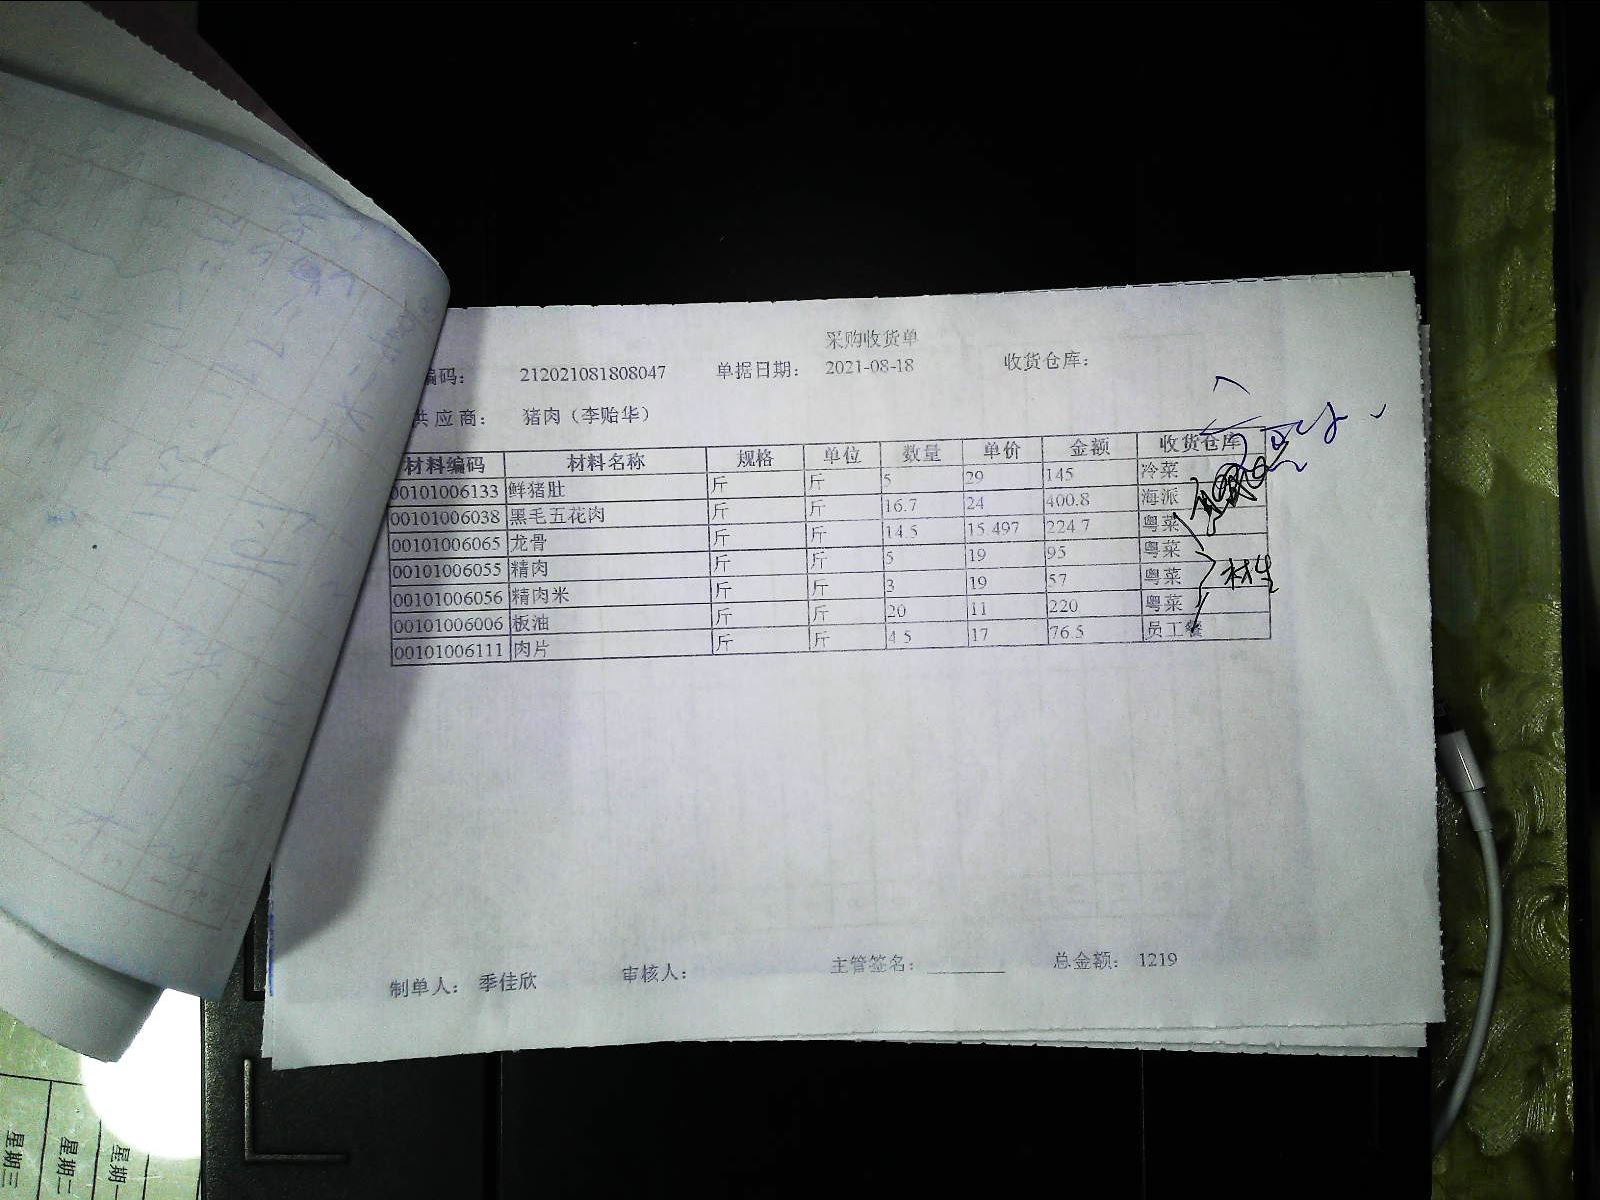 采购收货单
编码： 212021081808047 单据日期： 2021-08-18 收货仓库：
供应商： 猪肉（李贻华）
材料编码 材料名称 规格 单位 数量 单价 金额 收货仓库
00101006133 鲜猪肚 斤 斤 5 29 145 冷菜
00101006038 黑毛五花肉 斤 斤 16.7 24 400.8 海派
00101006065 龙骨 斤 斤 14.5 15.497 224.7 粤菜
00101006055 精肉 斤 斤 5 19 95 粤菜
00101006056 精肉米 斤 斤 3 19 57 粤菜
00101006006 板油 斤 斤 20 11 220 粤菜
00101006111 肉片 斤 斤 4.5 17 76.5 员工餐
制单人： 季佳欣 审核人： 主管签名： 总金额： 1219
星期三
星期二
星期一